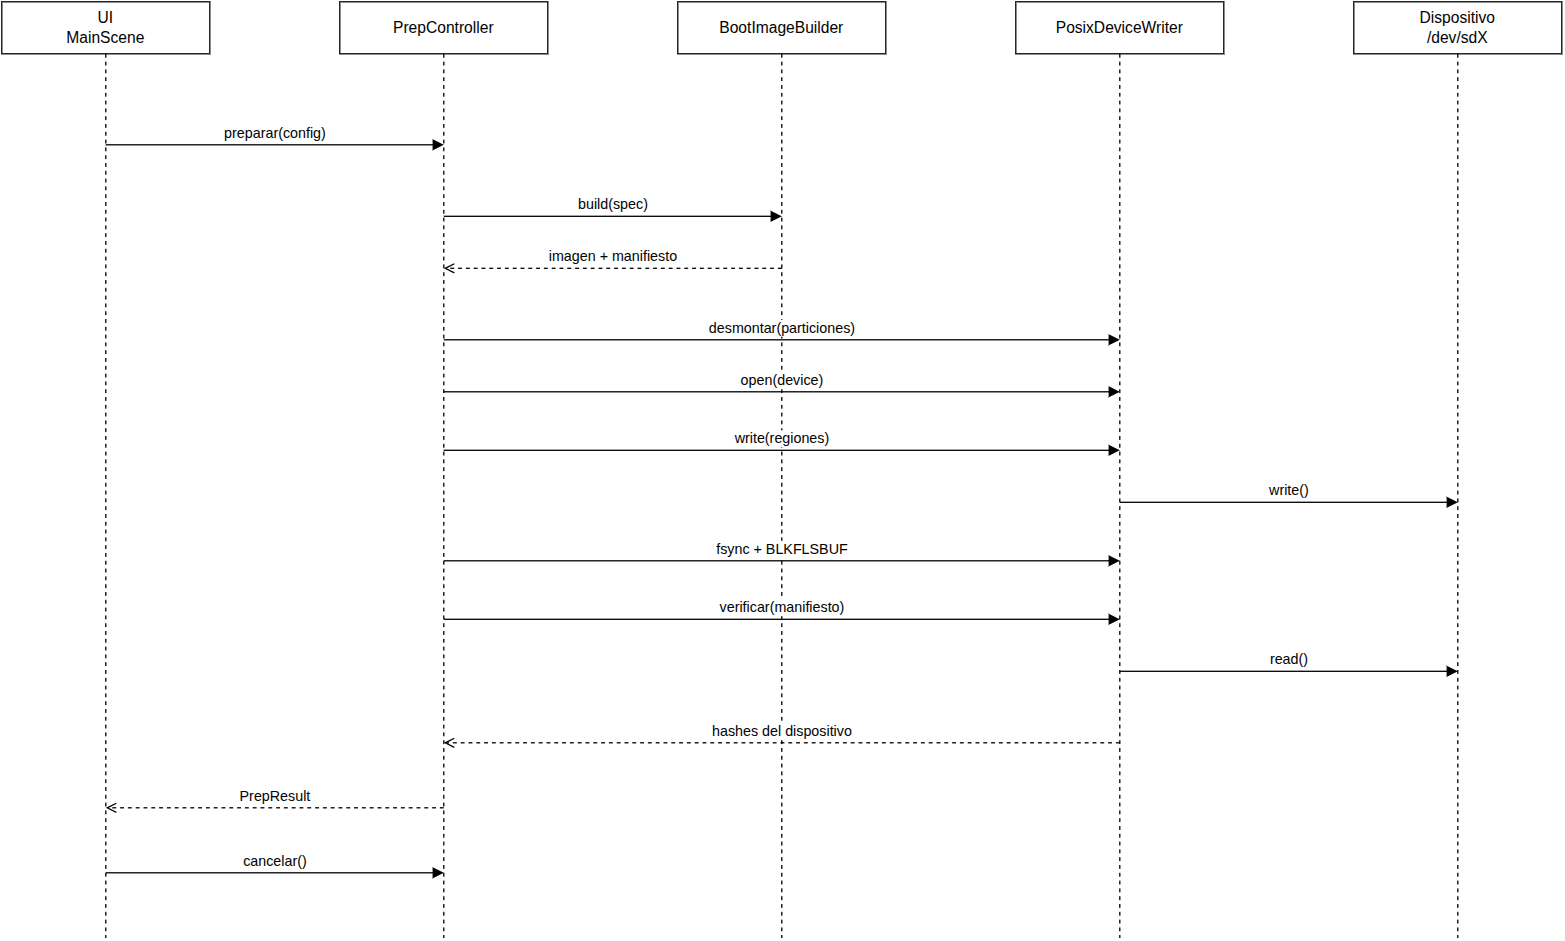 UI
MainScene
PrepController
BootImageBuilder
PosixDeviceWriter
Dispositivo
/dev/sdX
preparar(config)
build(spec)
imagen + manifiesto
desmontar(particiones)
open(device)
write(regiones)
write()
fsync + BLKFLSBUF
verificar(manifiesto)
read()
hashes del dispositivo
PrepResult
cancelar()